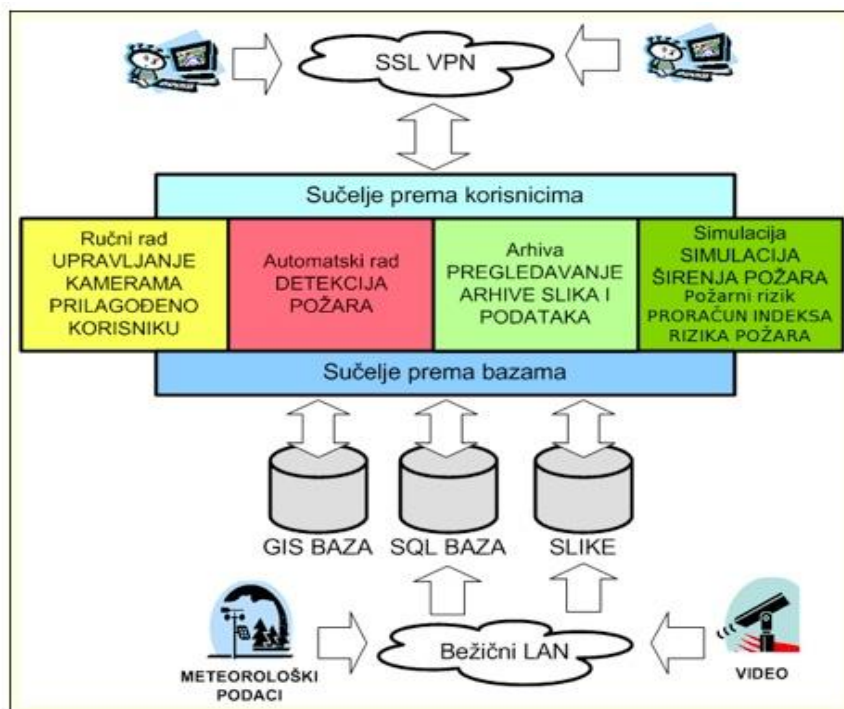 SSL VPN
Sučelje prema korisnicima
Ručni rad
UPRAVLJANJE
KAMERAMA
PRILAGOĐENO
KORISNIKU
Automatski rad
DETEKCIJA
POŽARA
Arhiva
PREGLEDAVANJE
ARHIVE SLIKA I
PODATAKA
Simulacija
SIMULACIJA
ŠIRENJA POŽARA
Požarni rizik
PRORAČUN INDEKSA
RIZIKA POŽARA
Sučelje prema bazama
GIS BAZA
SQL BAZA
SLIKE
Bežični LAN
METEOROLOŠKI
PODACI
VIDEO